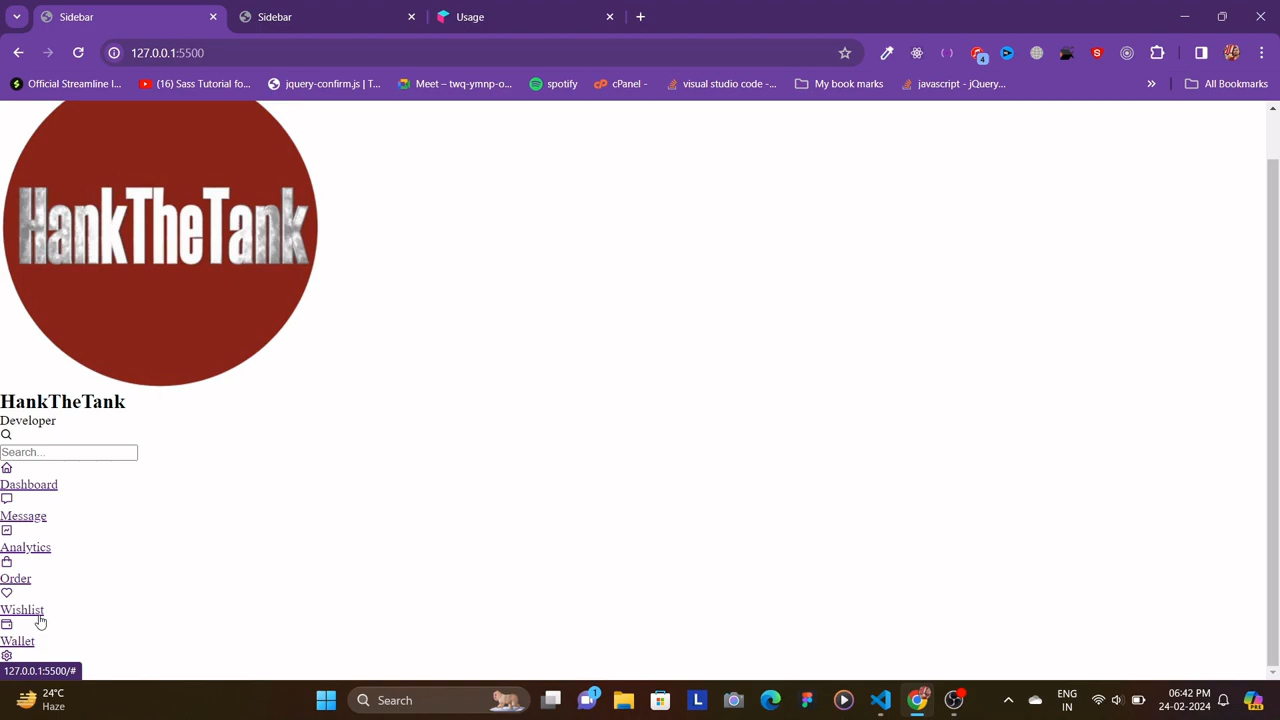 Sidebar
Sidebar
Usage
127.0.0.1:5500
4
S
Official Streamline I...
(16) Sass Tutorial fo...
jquery-confirm.js | T...
Meet – twq-ymnp-o...
spotify
cPanel -
visual studio code -...
My book marks
javascript - jQuery...
All Bookmarks
HankTheTank
HankTheTank
Developer
Search...
Dashboard
Message
Analytics
Order
Wishlist
Wallet
127.0.0.1:5500/#
24°C
Haze
Search
1
L
ENG
IN
06:42 PM
24-02-2024